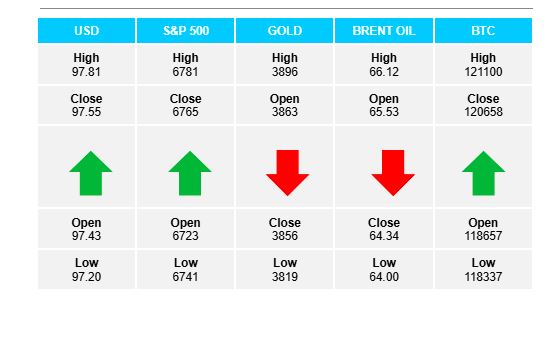 USD S&P 500 GOLD BRENT OIL BTC
High High High High High
97.81 6781 3896 66.12 121100
Close Close Open Open Close
97.55 6765 3863 65.53 120658
Open Open Close Close Open
97.43 6723 3856 64.34 118657
Low Low Low Low Low
97.20 6741 3819 64.00 118337